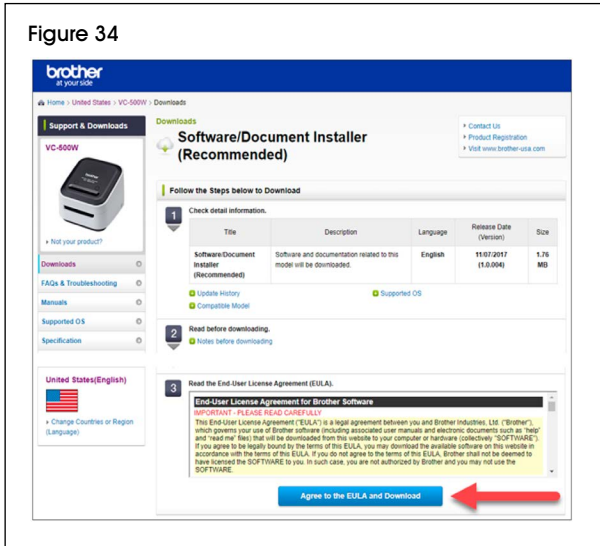 Figure 34
brother
at your side
Home > United States > VC-500W > Downloads
Support & Downloads
VC-500W
Not your product?
Downloads
FAQs & Troubleshooting
Manuals
Supported OS
Specification
United States(English)
Change Countries or Region
(Language)
Downloads
Software/Document Installer
(Recommended)
Contact Us
Product Registration
Visit www.brother-usa.com
Follow the Steps below to Download
1
Check detail information.
Title Description Language Release Date (Version) Size
Software/Document Installer (Recommended) Software and documentation related to this model will be downloaded. English 11/07/2017 (1.0.004) 1.76 MB
Update History
Supported OS
Compatible Model
2
Read before downloading.
Notes before downloading
3
Read the End-User License Agreement (EULA).
End-User License Agreement for Brother Software
IMPORTANT - PLEASE READ CAREFULLY
This End-User License Agreement ("EULA") is a legal agreement between you and Brother Industries, Ltd. ("Brother"),
which governs your use of Brother software (including associated user manuals and electronic documents such as "help"
and "read me" files) that will be downloaded from this website to your computer or hardware (collectively "SOFTWARE").
If you agree to be legally bound by the terms of this EULA, you may download the available software on this website in
accordance with the terms of this EULA. If you do not agree to the terms of this EULA, Brother shall not be deemed to
have licensed the SOFTWARE to you. In such case, you are not authorized by Brother and you may not use the
SOFTWARE.
Agree to the EULA and Download